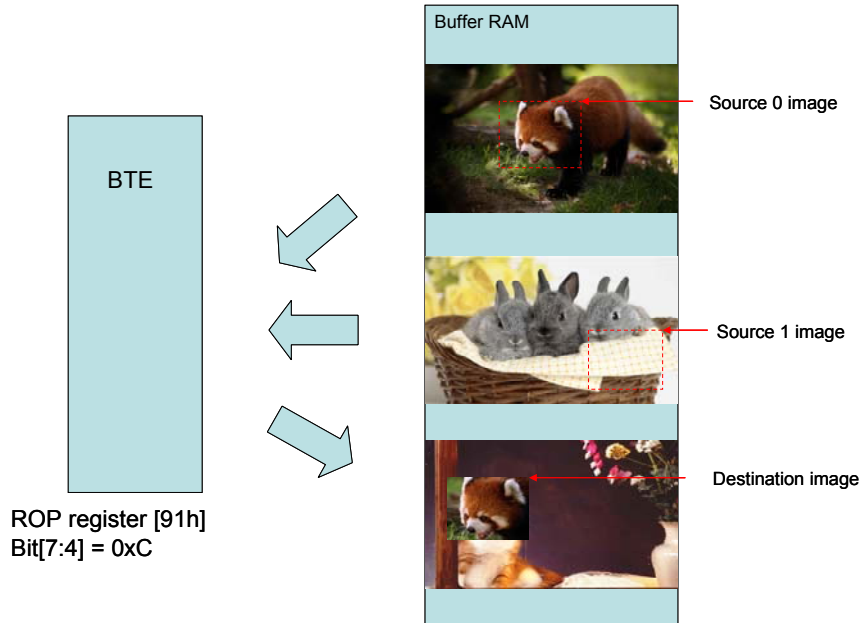 Buffer RAM
Source 0 image
BTE
Source 1 image
Destination image
ROP register [91h]
Bit[7:4] = 0xC